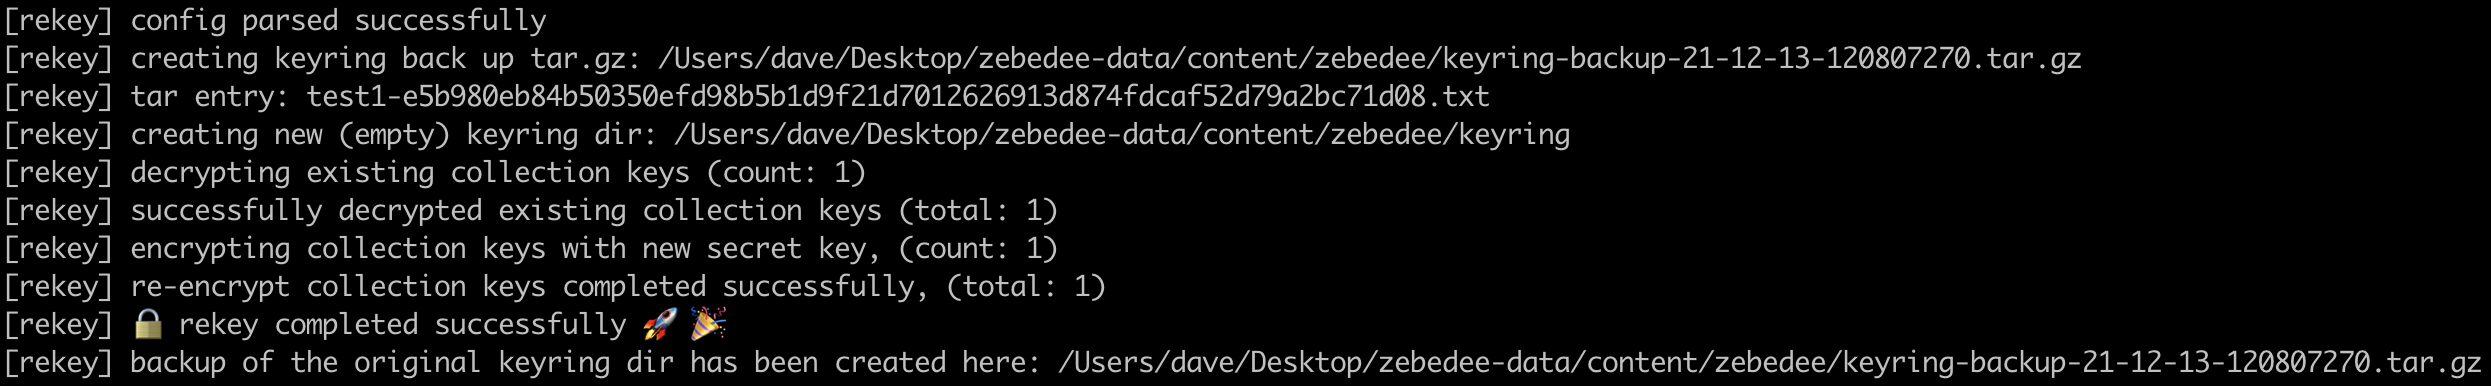 [rekey] config parsed successfully
[rekey] creating keyring back up tar.gz: /Users/dave/Desktop/zebedee-data/content/zebedee/keyring-backup-21-12-13-120807270.tar.gz
[rekey] tar entry: test1-e5b980eb84b50350efd98b5b1d9f21d7012626913d874fdcaf52d79a2bc71d08.txt
[rekey] creating new (empty) keyring dir: /Users/dave/Desktop/zebedee-data/content/zebedee/keyring
[rekey] decrypting existing collection keys (count: 1)
[rekey] successfully decrypted existing collection keys (total: 1)
[rekey] encrypting collection keys with new secret key, (count: 1)
[rekey] re-encrypt collection keys completed successfully, (total: 1)
[rekey] 🔒 rekey completed successfully 🚀 🎉
[rekey] backup of the original keyring dir has been created here: /Users/dave/Desktop/zebedee-data/content/zebedee/keyring-backup-21-12-13-120807270.tar.gz